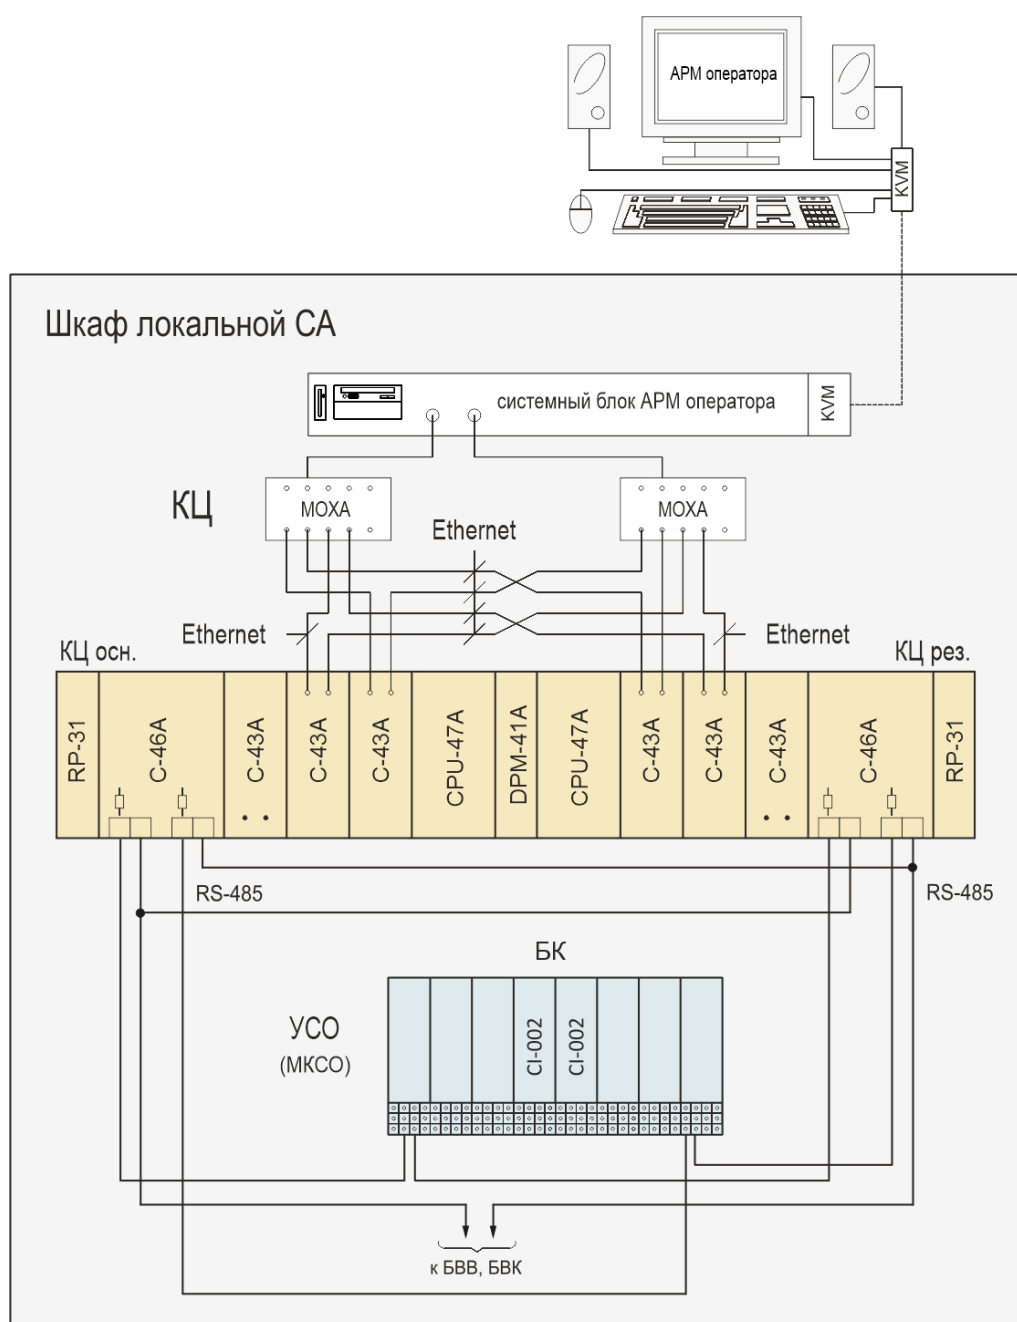 АРМ оператора
KVM
Шкаф локальной СА
системный блок АРМ оператора
KVM
КЦ
MOXA
MOXA
Ethernet
Ethernet
Ethernet
КЦ осн.
КЦ рез.
RP-31
C-46A
C-43A
C-43A
C-43A
CPU-47A
DPM-41A
CPU-47A
C-43A
C-43A
C-43A
C-46A
RP-31
RS-485
RS-485
БК
УСО
(МКСО)
CI-002
CI-002
к БВВ, БВК